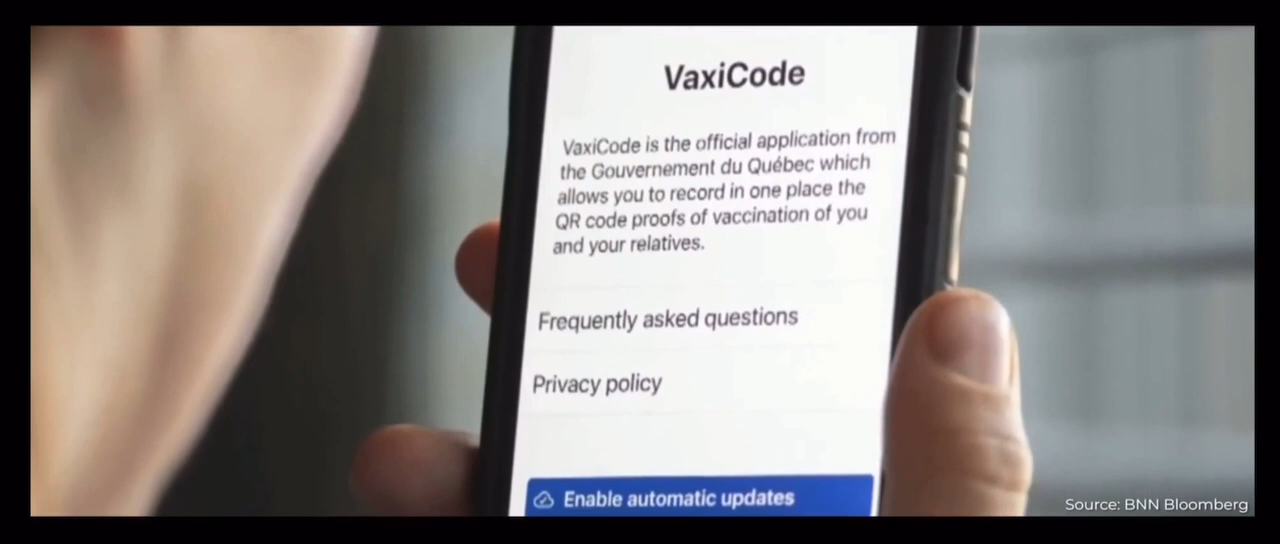 VaxiCode
VaxiCode is the official application from
the Gouvernement du Québec which
allows you to record in one place the
QR code proofs of vaccination of you
and your relatives.
Frequently asked questions
Privacy policy
Enable automatic updates
Source: BNN Bloomberg